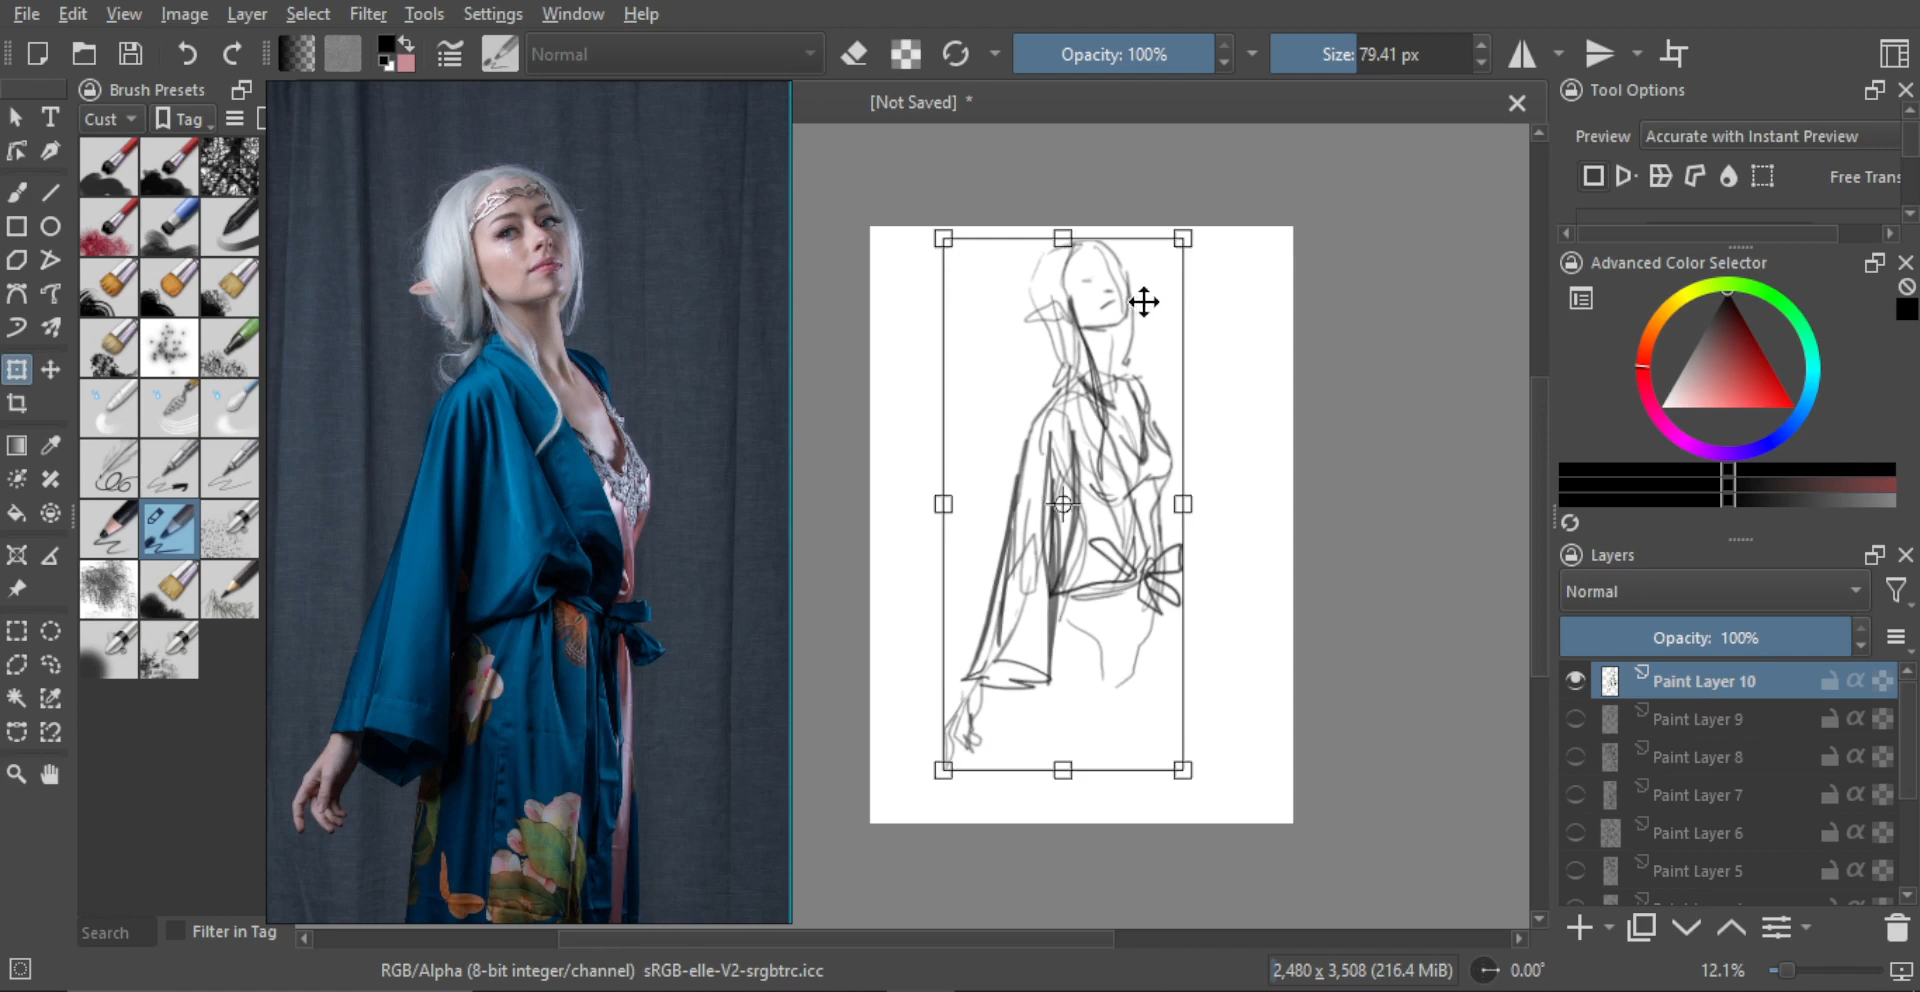 File Edit View Image Layer Select Filter Tools Settings Window Help
Normal
Opacity: 100%
Size: 79.41 px
Brush Presets
Cust
Tag
[Not Saved] *
Tool Options
Preview
Accurate with Instant Preview
Free Trans
Advanced Color Selector
Layers
Normal
Opacity: 100%
Paint Layer 10
Paint Layer 9
Paint Layer 8
Paint Layer 7
Paint Layer 6
Paint Layer 5
Search
Filter in Tag
RGB/Alpha (8-bit integer/channel) sRGB-elle-V2-srgbtrc.icc
2,480 x 3,508 (216.4 MiB)
0.00°
12.1%